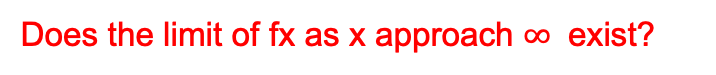 Does the limit of fx as x approach ∞ exist?